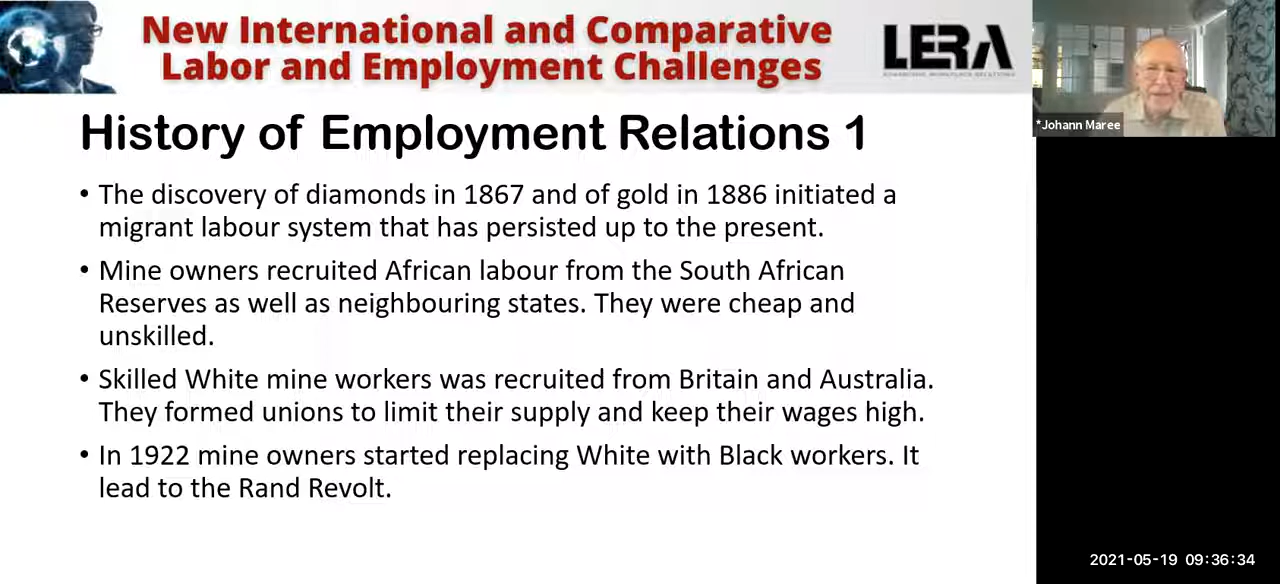 New International and Comparative
Labor and Employment Challenges
LERA
*Johann Maree
History of Employment Relations 1
• The discovery of diamonds in 1867 and of gold in 1886 initiated a
migrant labour system that has persisted up to the present.
• Mine owners recruited African labour from the South African
Reserves as well as neighbouring states. They were cheap and
unskilled.
• Skilled White mine workers was recruited from Britain and Australia.
They formed unions to limit their supply and keep their wages high.
• In 1922 mine owners started replacing White with Black workers. It
lead to the Rand Revolt.
2021-05-19 09:36:34